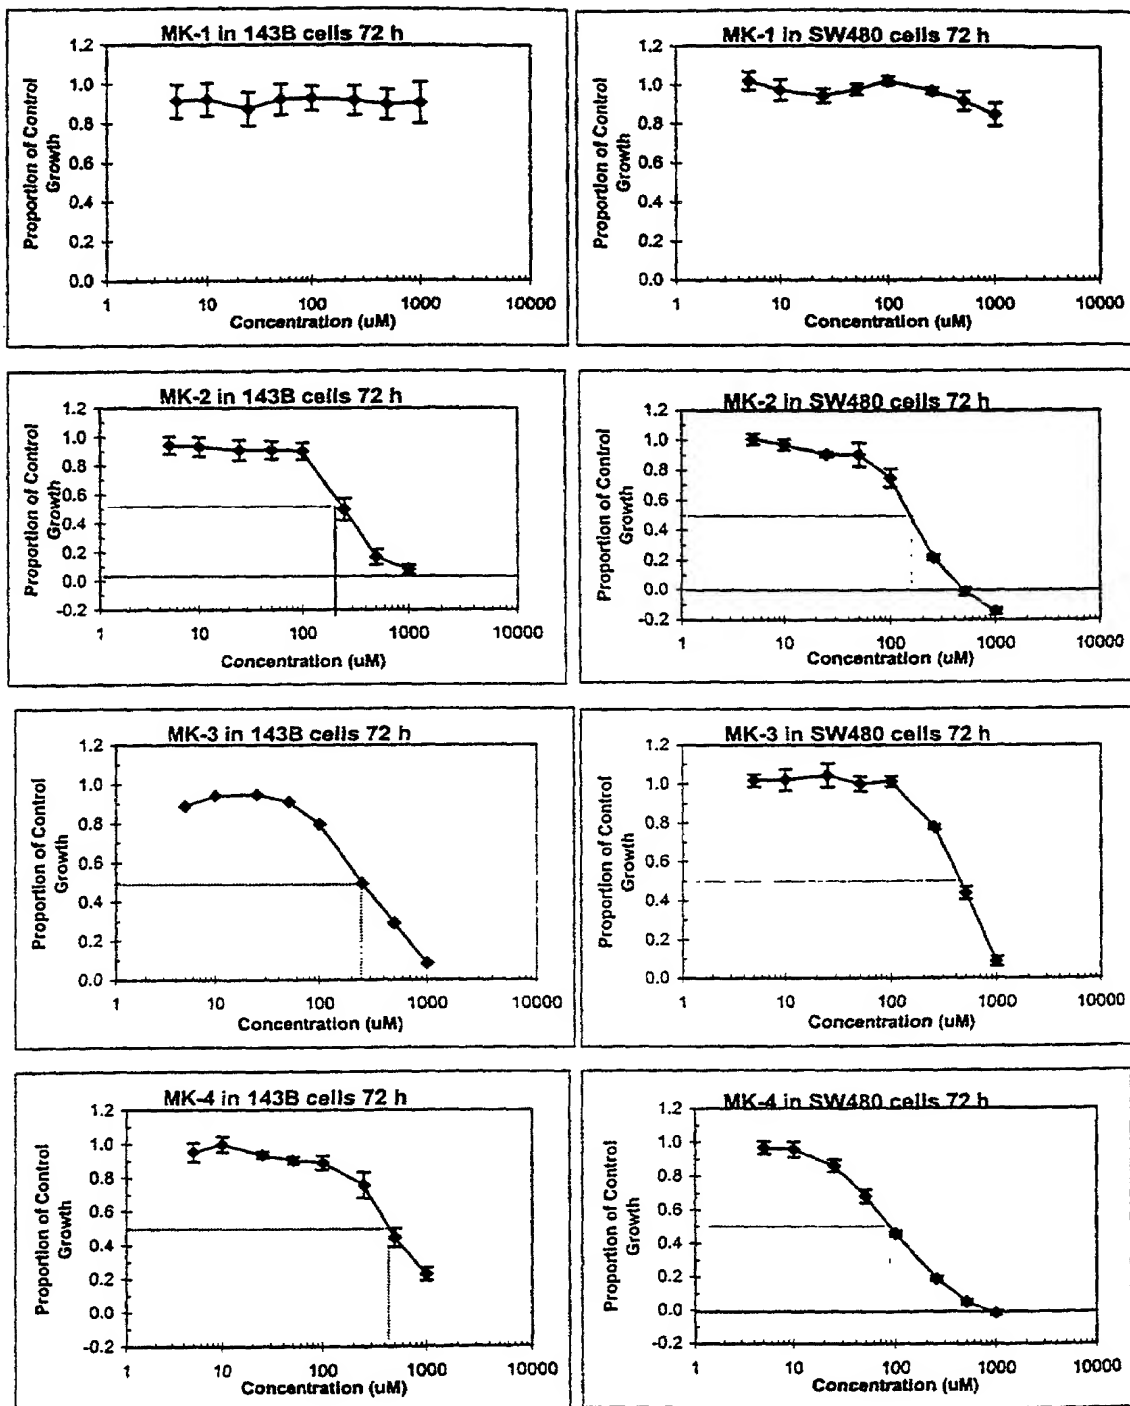 MK-1 in 143B cells 72 h
1.2
1.0
0.8
0.6
0.4
0.2
0.0
Proportion of Control
Growth
1 10 100 1000 10000
Concentration (uM)
MK-1 in SW480 cells 72 h
1.2
1.0
0.8
0.6
0.4
0.2
0.0
Proportion of Control
Growth
1 10 100 1000 10000
Concentration (uM)
MK-2 in 143B cells 72 h
1.2
1.0
0.8
0.6
0.4
0.2
0.0
-0.2
Proportion of Control
Growth
1 10 100 1000 10000
Concentration (uM)
MK-2 in SW480 cells 72 h
1.2
1.0
0.8
0.6
0.4
0.2
0.0
-0.2
Proportion of Control
Growth
1 10 100 1000 10000
Concentration (uM)
MK-3 in 143B cells 72 h
1.2
1.0
0.8
0.6
0.4
0.2
0.0
Proportion of Control
Growth
1 10 100 1000 10000
Concentration (uM)
MK-3 in SW480 cells 72 h
1.2
1.0
0.8
0.6
0.4
0.2
0.0
Proportion of Control
Growth
1 10 100 1000 10000
Concentration (uM)
MK-4 in 143B cells 72 h
1.2
1.0
0.8
0.6
0.4
0.2
0.0
-0.2
Proportion of Control
Growth
1 10 100 1000 10000
Concentration (uM)
MK-4 in SW480 cells 72 h
1.2
1.0
0.8
0.6
0.4
0.2
0.0
-0.2
Proportion of Control
Growth
1 10 100 1000 10000
Concentration (uM)